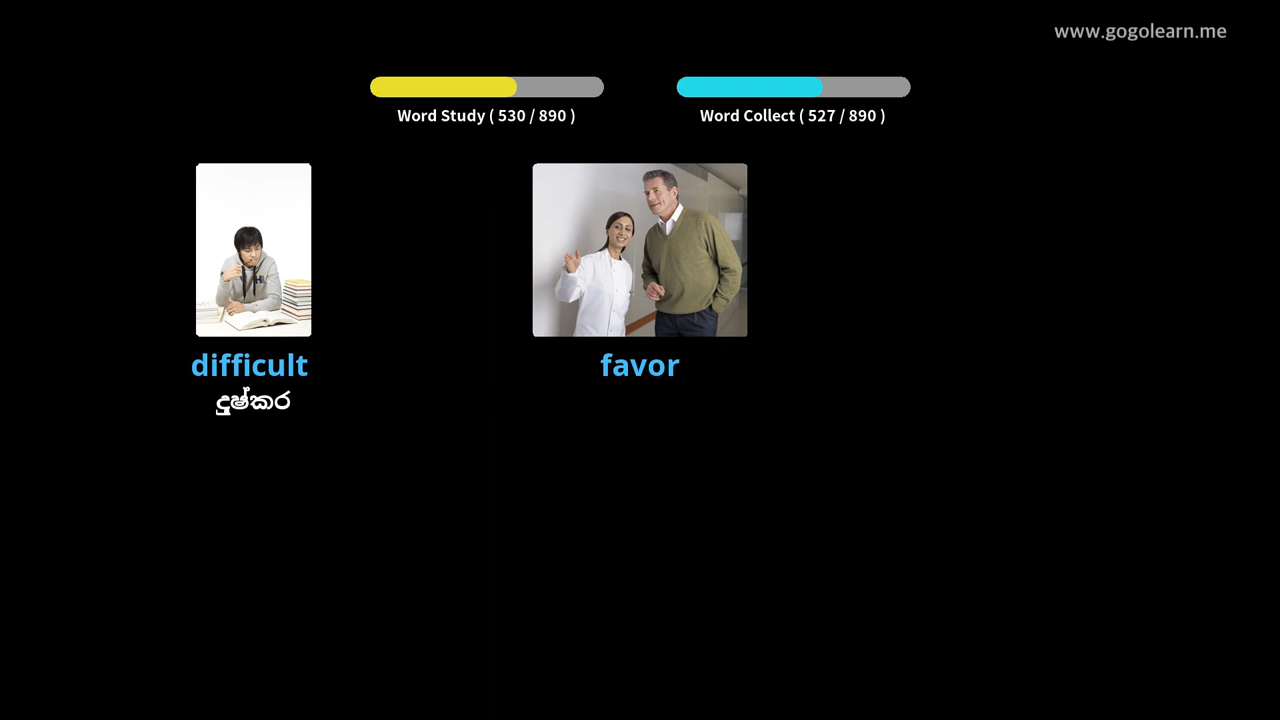 www.gogolearn.me
Word Study ( 530 / 890 )
Word Collect ( 527 / 890 )
difficult
දුෂ්කර
favor